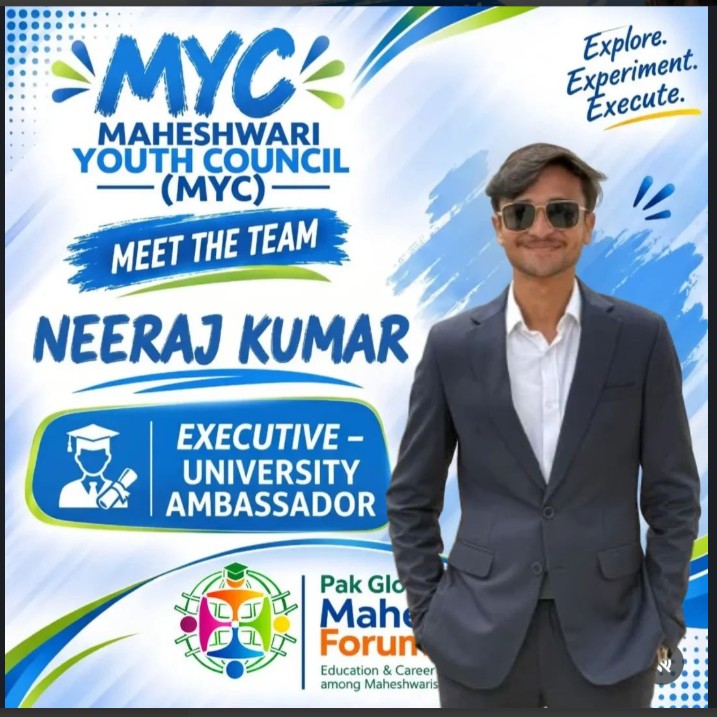 MYC
MAHESHWARI
YOUTH COUNCIL
(MYC)
MEET THE TEAM
Explore.
Experiment.
Execute.
NEERAJ KUMAR
EXECUTIVE –
UNIVERSITY
AMBASSADOR
Pak Glo
Mahe
Forum
Education & Career
among Maheshwaris